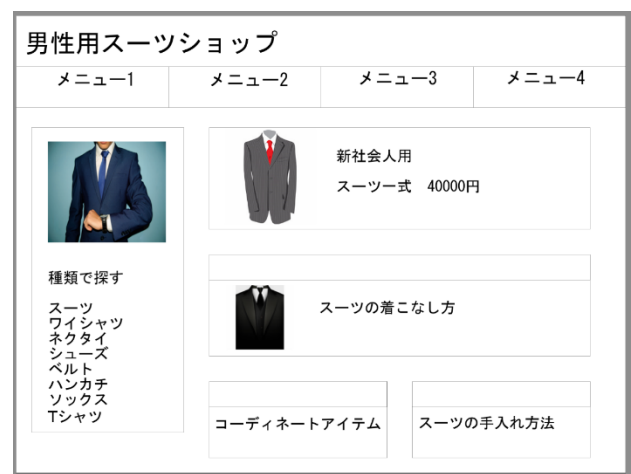 男性用スーツショップ
メニュー1
メニュー2
メニュー3
メニュー4
種類で探す
スーツ
ワイシャツ
ネクタイ
シューズ
ベルト
ハンカチ
ソックス
Tシャツ
新社会人用
スーツ一式 40000円
スーツの着こなし方
コーディネートアイテム
スーツの手入れ方法